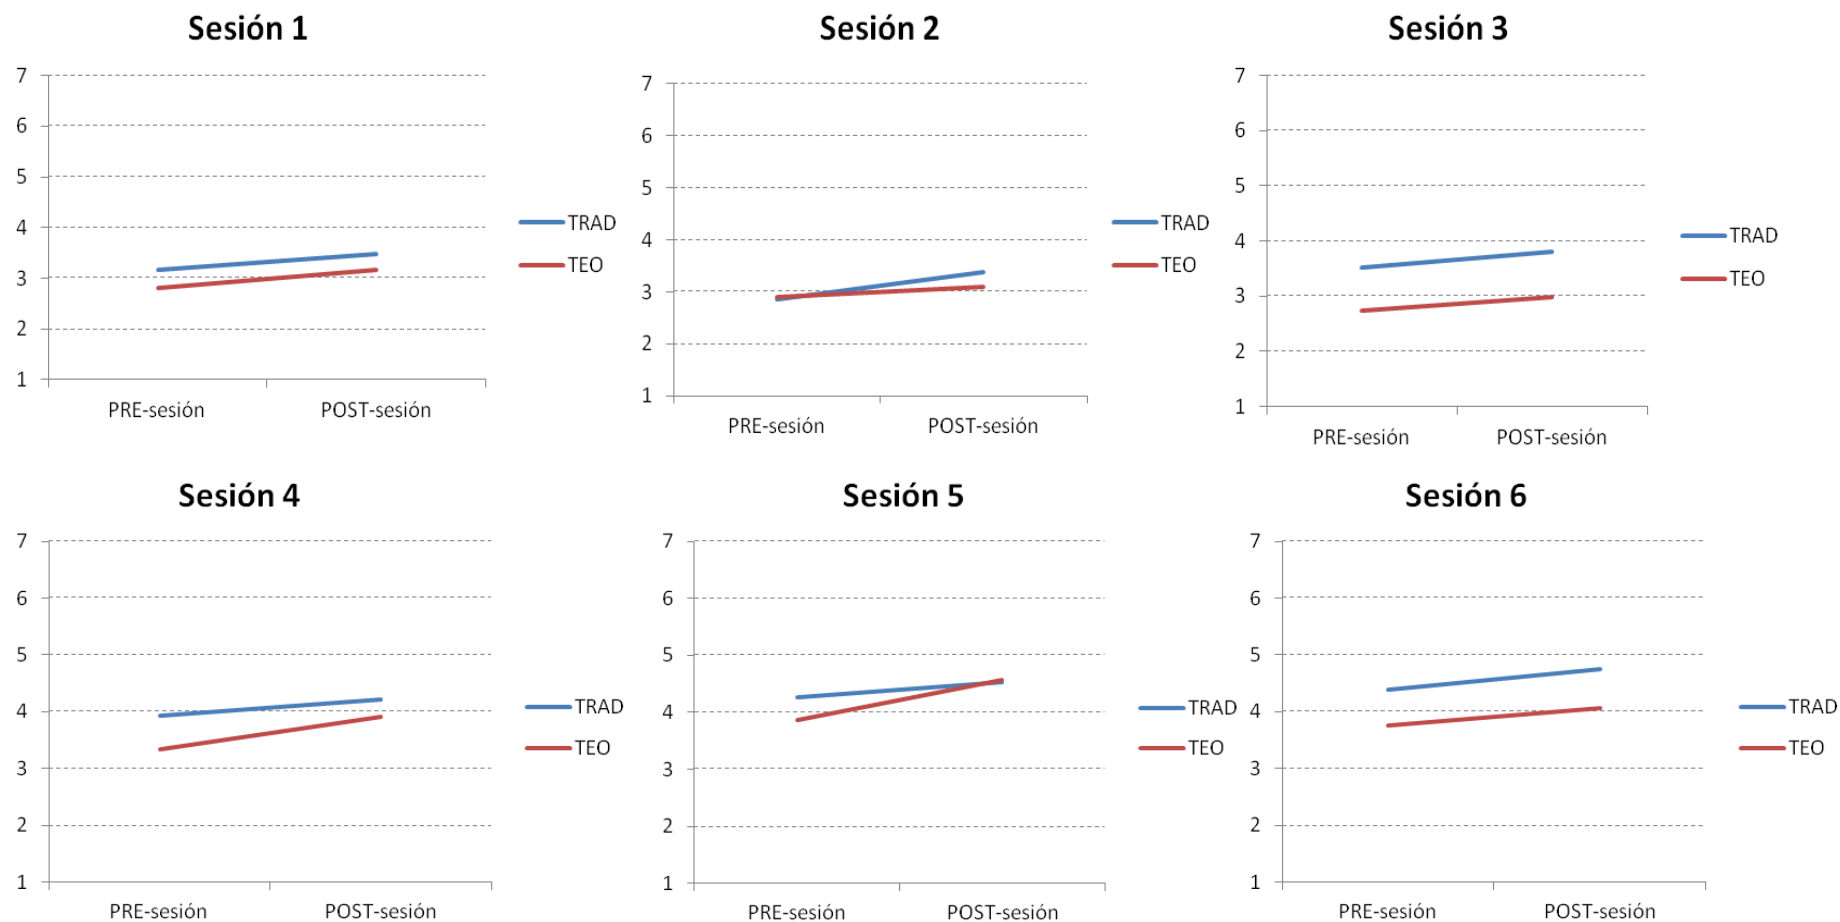 Sesión 1
7
6
5
4
3
2
1
PRE-sesión
POST-sesión
TRAD
TEO
Sesión 2
7
6
5
4
3
2
1
PRE-sesión
POST-sesión
TRAD
TEO
Sesión 3
7
6
5
4
3
2
1
PRE-sesión
POST-sesión
TRAD
TEO
Sesión 4
7
6
5
4
3
2
1
PRE-sesión
POST-sesión
TRAD
TEO
Sesión 5
7
6
5
4
3
2
1
PRE-sesión
POST-sesión
TRAD
TEO
Sesión 6
7
6
5
4
3
2
1
PRE-sesión
POST-sesión
TRAD
TEO